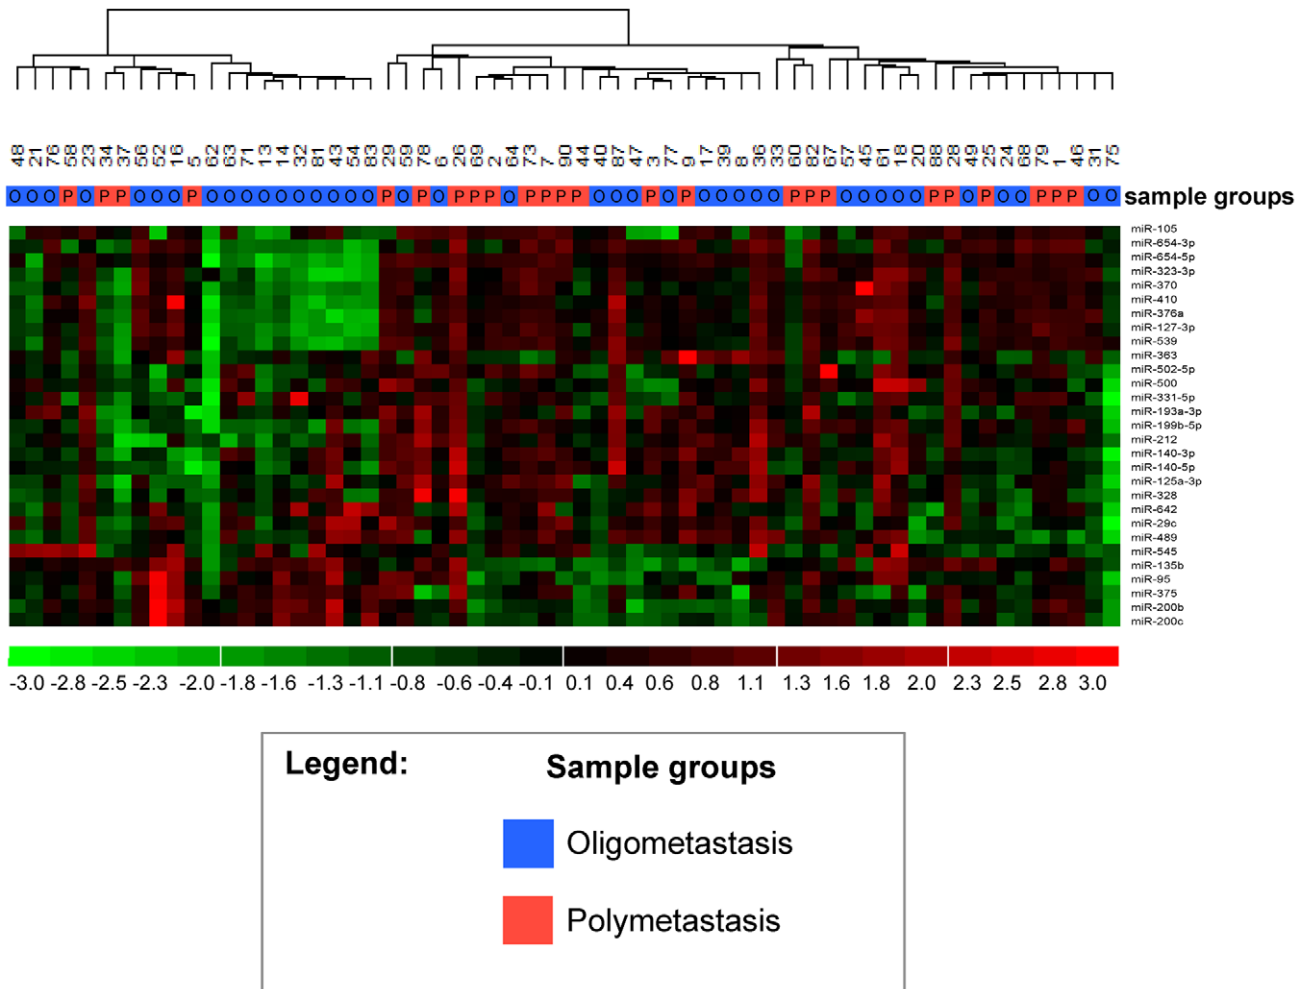 48 21 76 58 23 34 37 56 52 16 5 62 63 71 13 14 32 81 43 54 83 29 59 78 6 26 69 2 64 73 7 90 44 40 87 47 3 77 9 17 39 8 36 33 60 82 67 57 45 61 18 20 88 28 49 25 24 68 79 1 46 31 75
O O O P O P P O O O P O O O O O O O O O O P O P O P P P O P P P P O O O P O P O O O O O P P P O O O O O P P O P O O P P P O O sample groups
miR-105
miR-654-3p
miR-654-5p
miR-323-3p
miR-370
miR-410
miR-376a
miR-127-3p
miR-539
miR-363
miR-502-5p
miR-500
miR-331-5p
miR-193a-3p
miR-199b-5p
miR-212
miR-140-3p
miR-140-5p
miR-125a-3p
miR-328
miR-642
miR-29c
miR-489
miR-545
miR-135b
miR-95
miR-375
miR-200b
miR-200c
-3.0 -2.8 -2.5 -2.3 -2.0 -1.8 -1.6 -1.3 -1.1 -0.8 -0.6 -0.4 -0.1 0.1 0.4 0.6 0.8 1.1 1.3 1.6 1.8 2.0 2.3 2.5 2.8 3.0
Legend: Sample groups
Oligometastasis
Polymetastasis